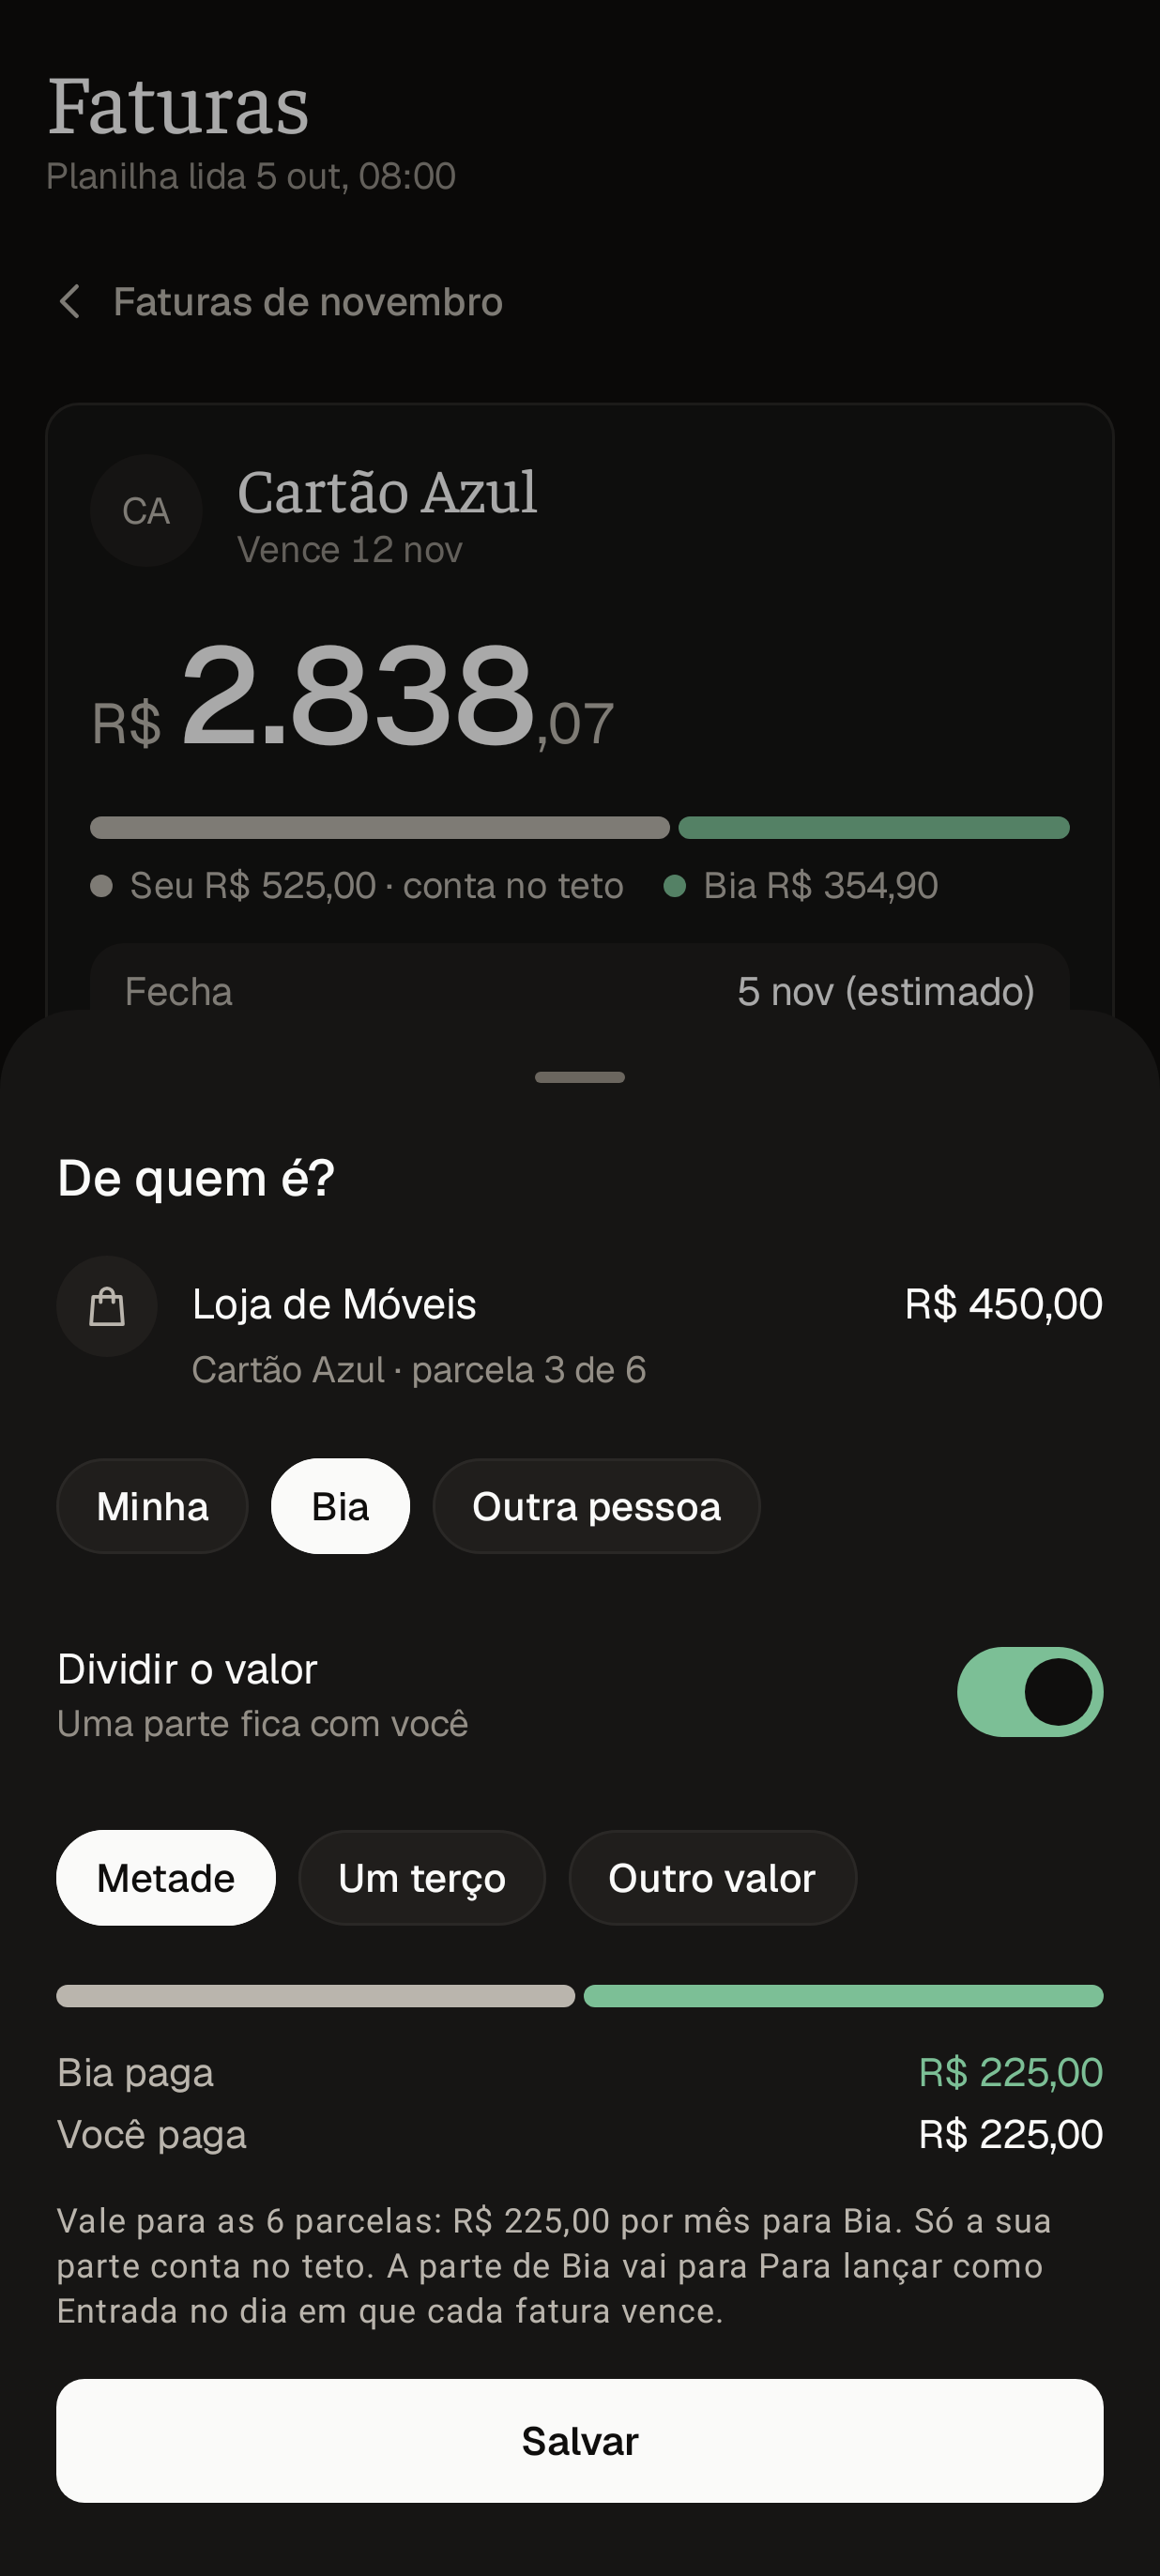 Faturas
Planilha lida 5 out, 08:00
Faturas de novembro
CA
Cartão Azul
Vence 12 nov
R$ 2.838,07
Seu R$ 525,00 · conta no teto
Bia R$ 354,90
Fecha
5 nov (estimado)
De quem é?
Loja de Móveis
R$ 450,00
Cartão Azul · parcela 3 de 6
Minha
Bia
Outra pessoa
Dividir o valor
Uma parte fica com você
Metade
Um terço
Outro valor
Bia paga
R$ 225,00
Você paga
R$ 225,00
Vale para as 6 parcelas: R$ 225,00 por mês para Bia. Só a sua
parte conta no teto. A parte de Bia vai para Para lançar como
Entrada no dia em que cada fatura vence.
Salvar